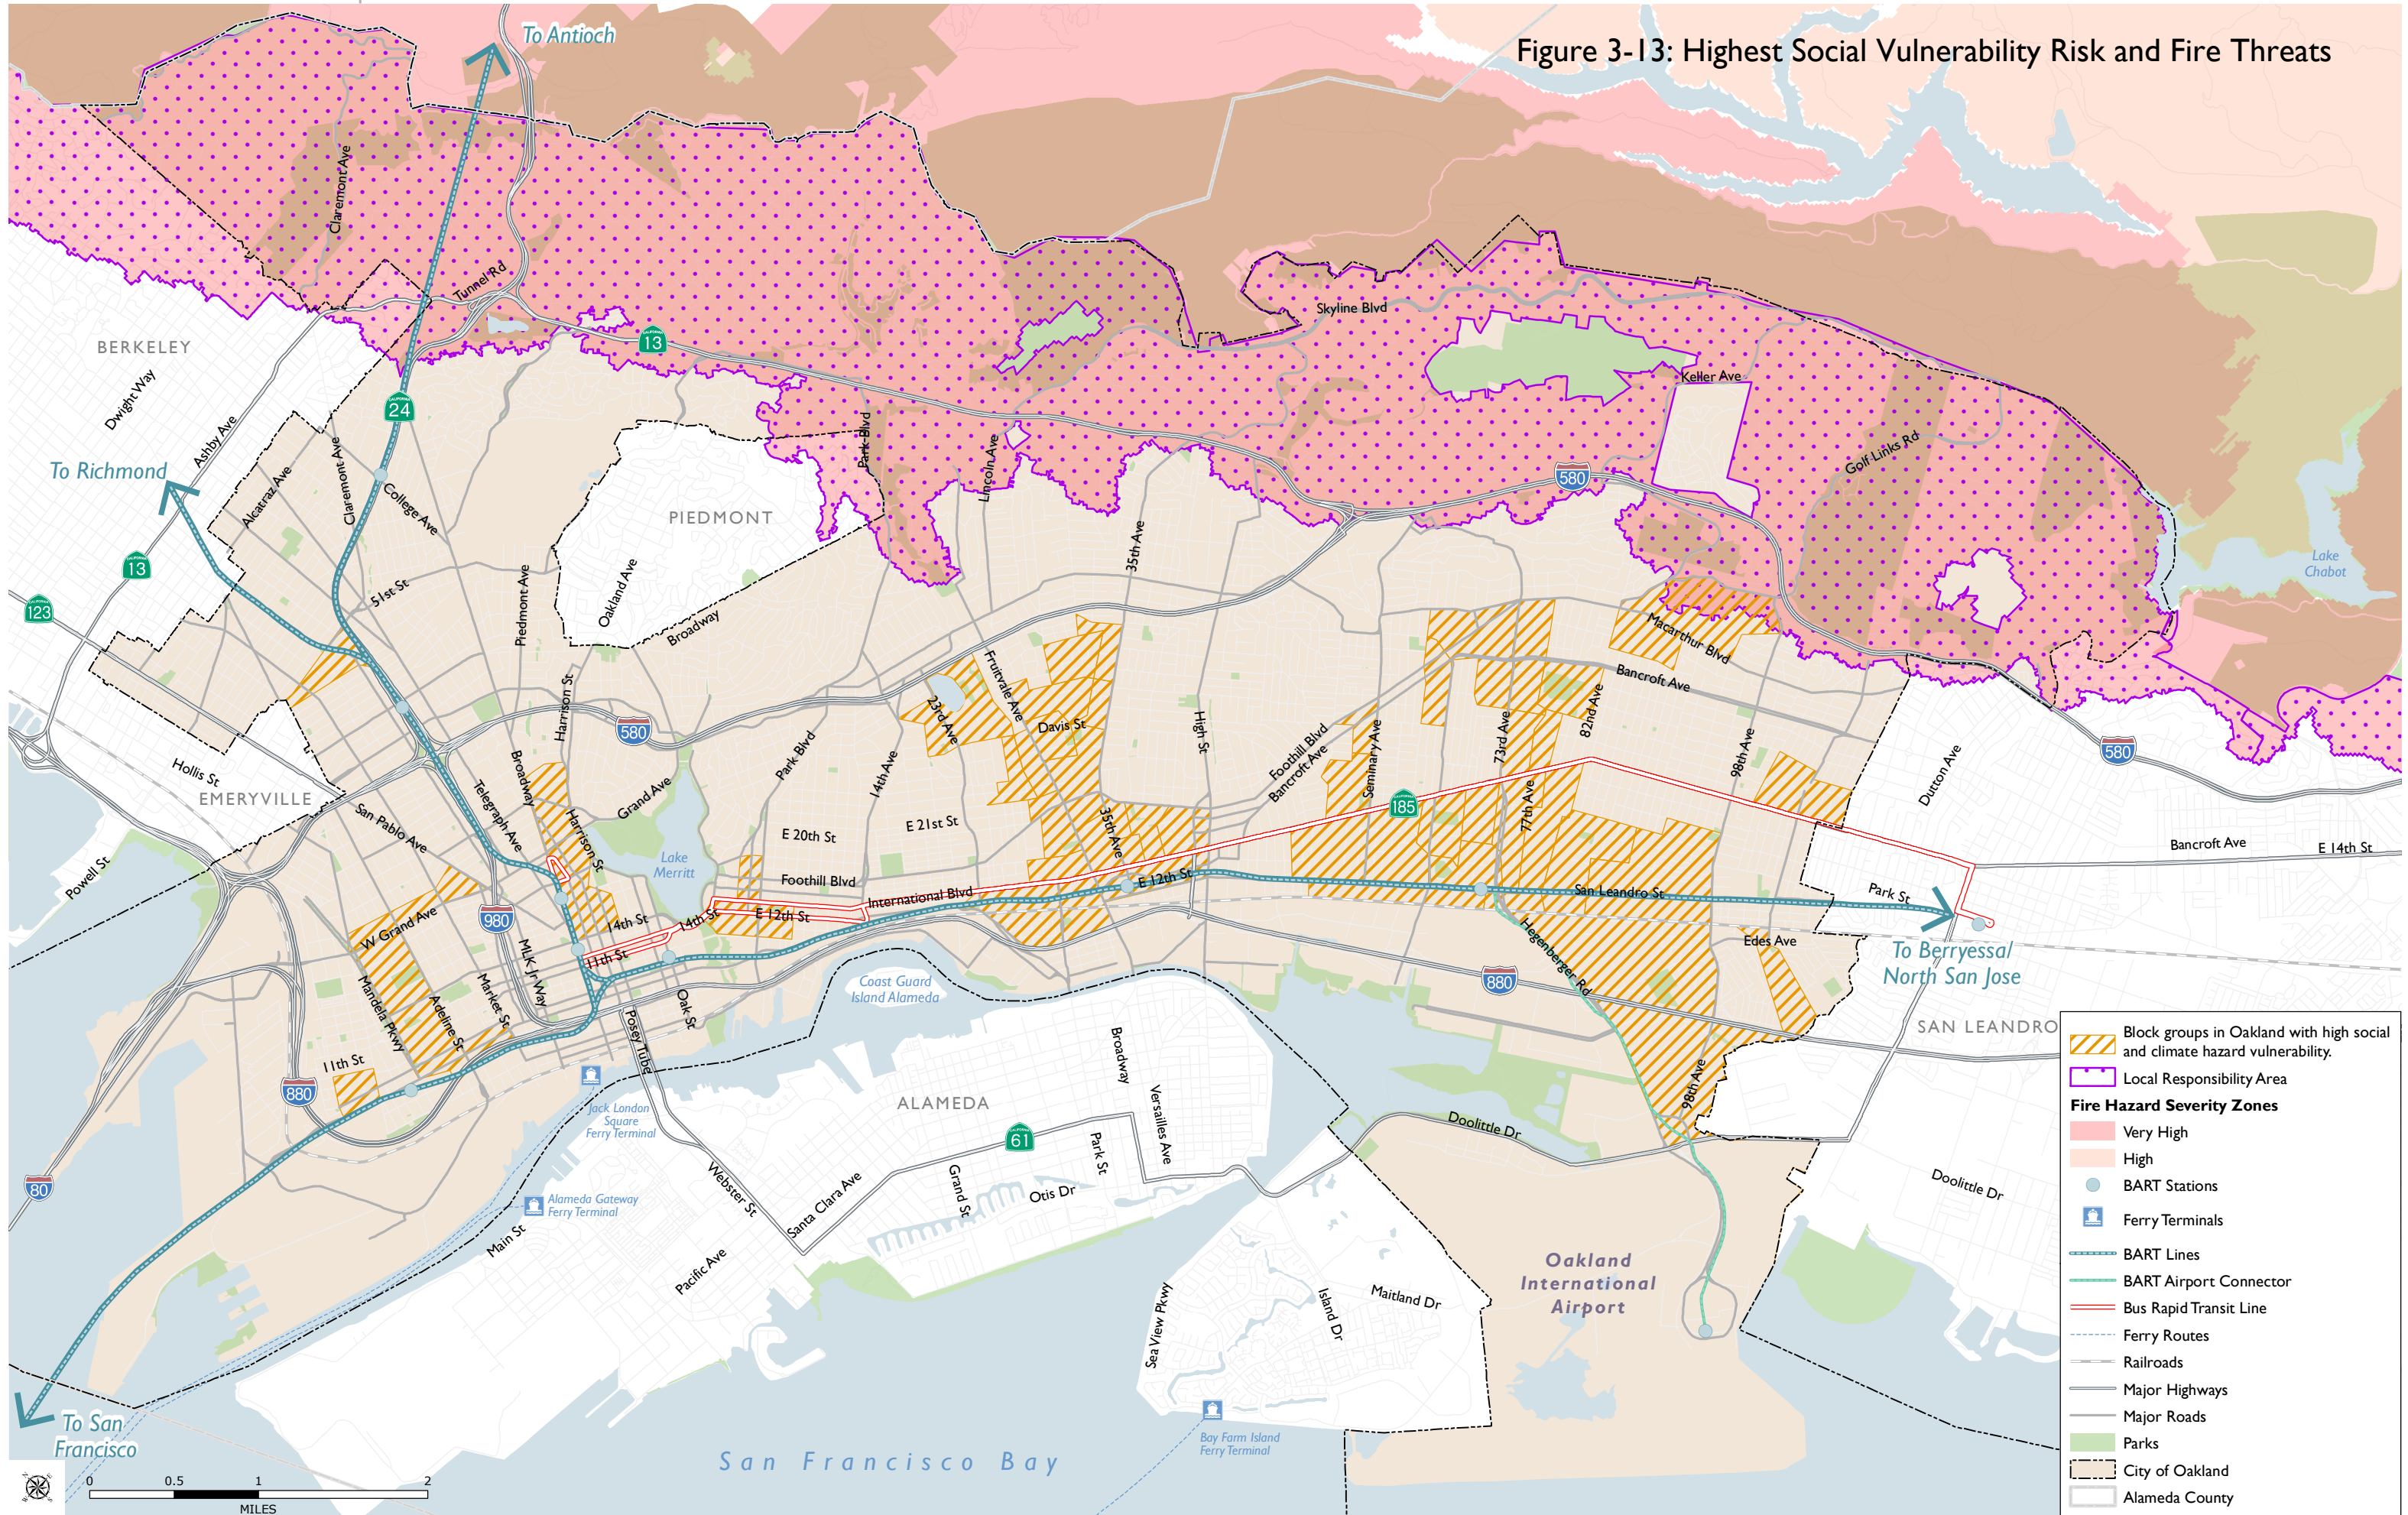 To Antioch
Figure 3-13: Highest Social Vulnerability Risk and Fire Threats
Claremont Ave
Tunnel Rd
Skyline Blvd
BERKELEY
13
Dwight Way
Keller Ave
24
Ashby Ave
Park Blvd
Lincoln Ave
Golf Links Rd
To Richmond
Claremont Ave
Alcatraz Ave
College Ave
580
PIEDMONT
35th Ave
13
Lake
Chabot
51st St
Piedmont Ave
Oakland Ave
123
Broadway
Macarthur Blvd
Fruitvale Ave
Bancroft Ave
Harrison St
23rd Ave
Davis St
High St
82nd Ave
580
73rd Ave
98th Ave
580
Park Blvd
14th Ave
Foothill Blvd
Bancroft Ave
Seminary Ave
Dutton Ave
Hollis St
EMERYVILLE
Broadway
Telegraph Ave
Grand Ave
San Pablo Ave
Harrison St
E 20th St
E 21st St
35th Ave
185
77th Ave
Bancroft Ave
E 14th St
Powell St
Lake
Merritt
Foothill Blvd
International Blvd
E 12th St
San Leandro St
Park St
W Grand Ave
980
14th St
14th St
E 12th St
11th St
Hegenberger Rd
Edes Ave
To Berryessa/
North San Jose
Mandela Pkwy
Adeline St
Market St
MLK Jr Way
Oak St
Coast Guard
Island Alameda
880
SAN LEANDRO
11th St
880
Posey Tube
Broadway
Versailles Ave
98th Ave
ALAMEDA
Jack London
Square
Ferry Terminal
61
Doolittle Dr
Park St
80
Alameda Gateway
Ferry Terminal
Webster St
Santa Clara Ave
Grand St
Otis Dr
Doolittle Dr
Main St
Pacific Ave
Oakland
International
Airport
Sea View Pkwy
Island Dr
Maitland Dr
To San
Francisco
San Francisco Bay
Bay Farm Island
Ferry Terminal
0 0.5 1 2
MILES
Block groups in Oakland with high social
and climate hazard vulnerability.
Local Responsibility Area
Fire Hazard Severity Zones
Very High
High
BART Stations
Ferry Terminals
BART Lines
BART Airport Connector
Bus Rapid Transit Line
Ferry Routes
Railroads
Major Highways
Major Roads
Parks
City of Oakland
Alameda County